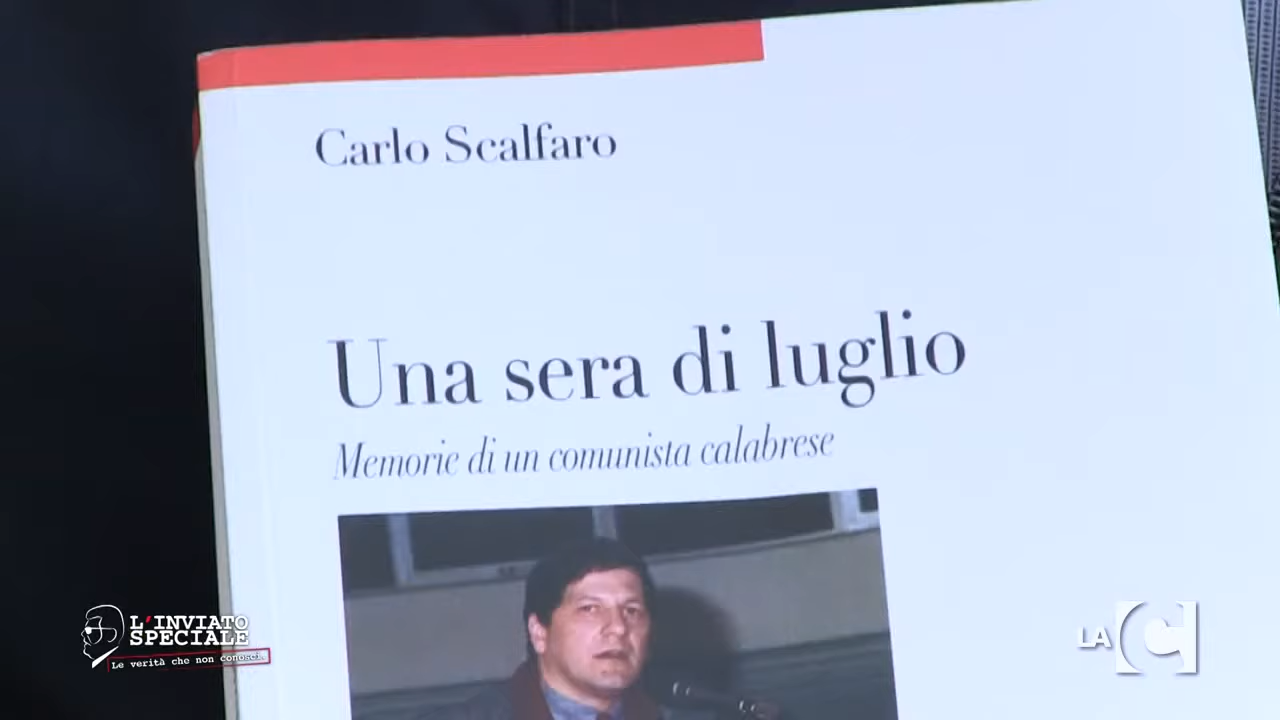 Carlo Scalfaro
Una sera di luglio
Memorie di un comunista calabrese
L'INVIATO
SPECIALE
Le verità che non conosci.
LA C